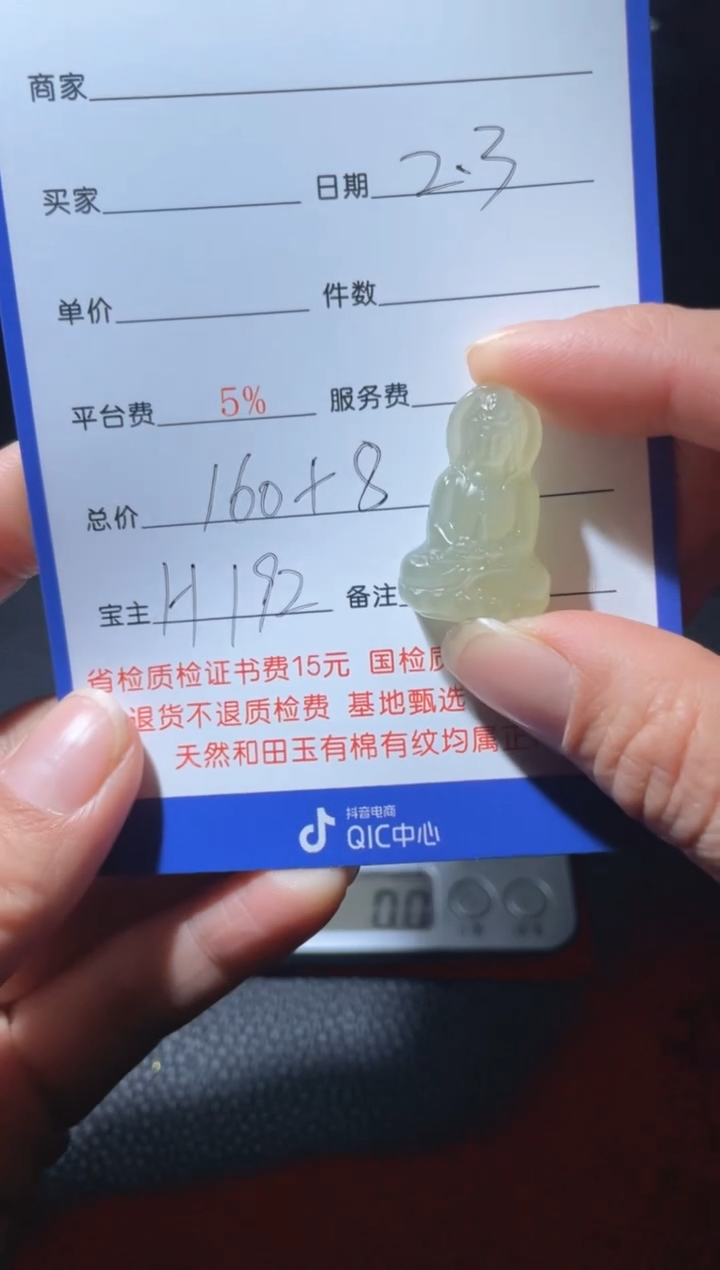 商家
买家 日期 2.3
单价 件数
平台费 5% 服务费
总价 160+8
宝主 H192 备注
省检质检证书费15元 国检质
退货不退质检费 基地甄选
天然和田玉有棉有纹均属正
抖音电商
QIC中心
0.0